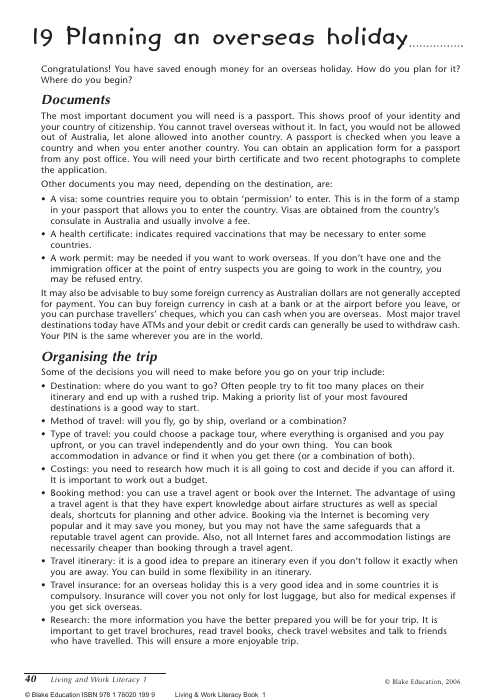 19 Planning an overseas holiday
Congratulations! You have saved enough money for an overseas holiday. How do you plan for it?
Where do you begin?
Documents
The most important document you will need is a passport. This shows proof of your identity and
your country of citizenship. You cannot travel overseas without it. In fact, you would not be allowed
out of Australia, let alone allowed into another country. A passport is checked when you leave a
country and when you enter another country. You can obtain an application form for a passport
from any post office. You will need your birth certificate and two recent photographs to complete
the application.
Other documents you may need, depending on the destination, are:
• A visa: some countries require you to obtain ‘permission’ to enter. This is in the form of a stamp
in your passport that allows you to enter the country. Visas are obtained from the country’s
consulate in Australia and usually involve a fee.
• A health certificate: indicates required vaccinations that may be necessary to enter some
countries.
• A work permit: may be needed if you want to work overseas. If you don’t have one and the
immigration officer at the point of entry suspects you are going to work in the country, you
may be refused entry.
It may also be advisable to buy some foreign currency as Australian dollars are not generally accepted
for payment. You can buy foreign currency in cash at a bank or at the airport before you leave, or
you can purchase travellers’ cheques, which you can cash when you are overseas. Most major travel
destinations today have ATMs and your debit or credit cards can generally be used to withdraw cash.
Your PIN is the same wherever you are in the world.
Organising the trip
Some of the decisions you will need to make before you go on your trip include:
• Destination: where do you want to go? Often people try to fit too many places on their
itinerary and end up with a rushed trip. Making a priority list of your most favoured
destinations is a good way to start.
• Method of travel: will you fly, go by ship, overland or a combination?
• Type of travel: you could choose a package tour, where everything is organised and you pay
upfront, or you can travel independently and do your own thing. You can book
accommodation in advance or find it when you get there (or a combination of both).
• Costings: you need to research how much it is all going to cost and decide if you can afford it.
It is important to work out a budget.
• Booking method: you can use a travel agent or book over the Internet. The advantage of using
a travel agent is that they have expert knowledge about airfare structures as well as special
deals, shortcuts for planning and other advice. Booking via the Internet is becoming very
popular and it may save you money, but you may not have the same safeguards that a
reputable travel agent can provide. Also, not all Internet fares and accommodation listings are
necessarily cheaper than booking through a travel agent.
• Travel itinerary: it is a good idea to prepare an itinerary even if you don’t follow it exactly when
you are away. You can build in some flexibility in an itinerary.
• Travel insurance: for an overseas holiday this is a very good idea and in some countries it is
compulsory. Insurance will cover you not only for lost luggage, but also for medical expenses if
you get sick overseas.
• Research: the more information you have the better prepared you will be for your trip. It is
important to get travel brochures, read travel books, check travel websites and talk to friends
who have travelled. This will ensure a more enjoyable trip.
40 Living and Work Literacy 1
© Blake Education, 2006
© Blake Education ISBN 978 1 76020 199 9 Living & Work Literacy Book 1